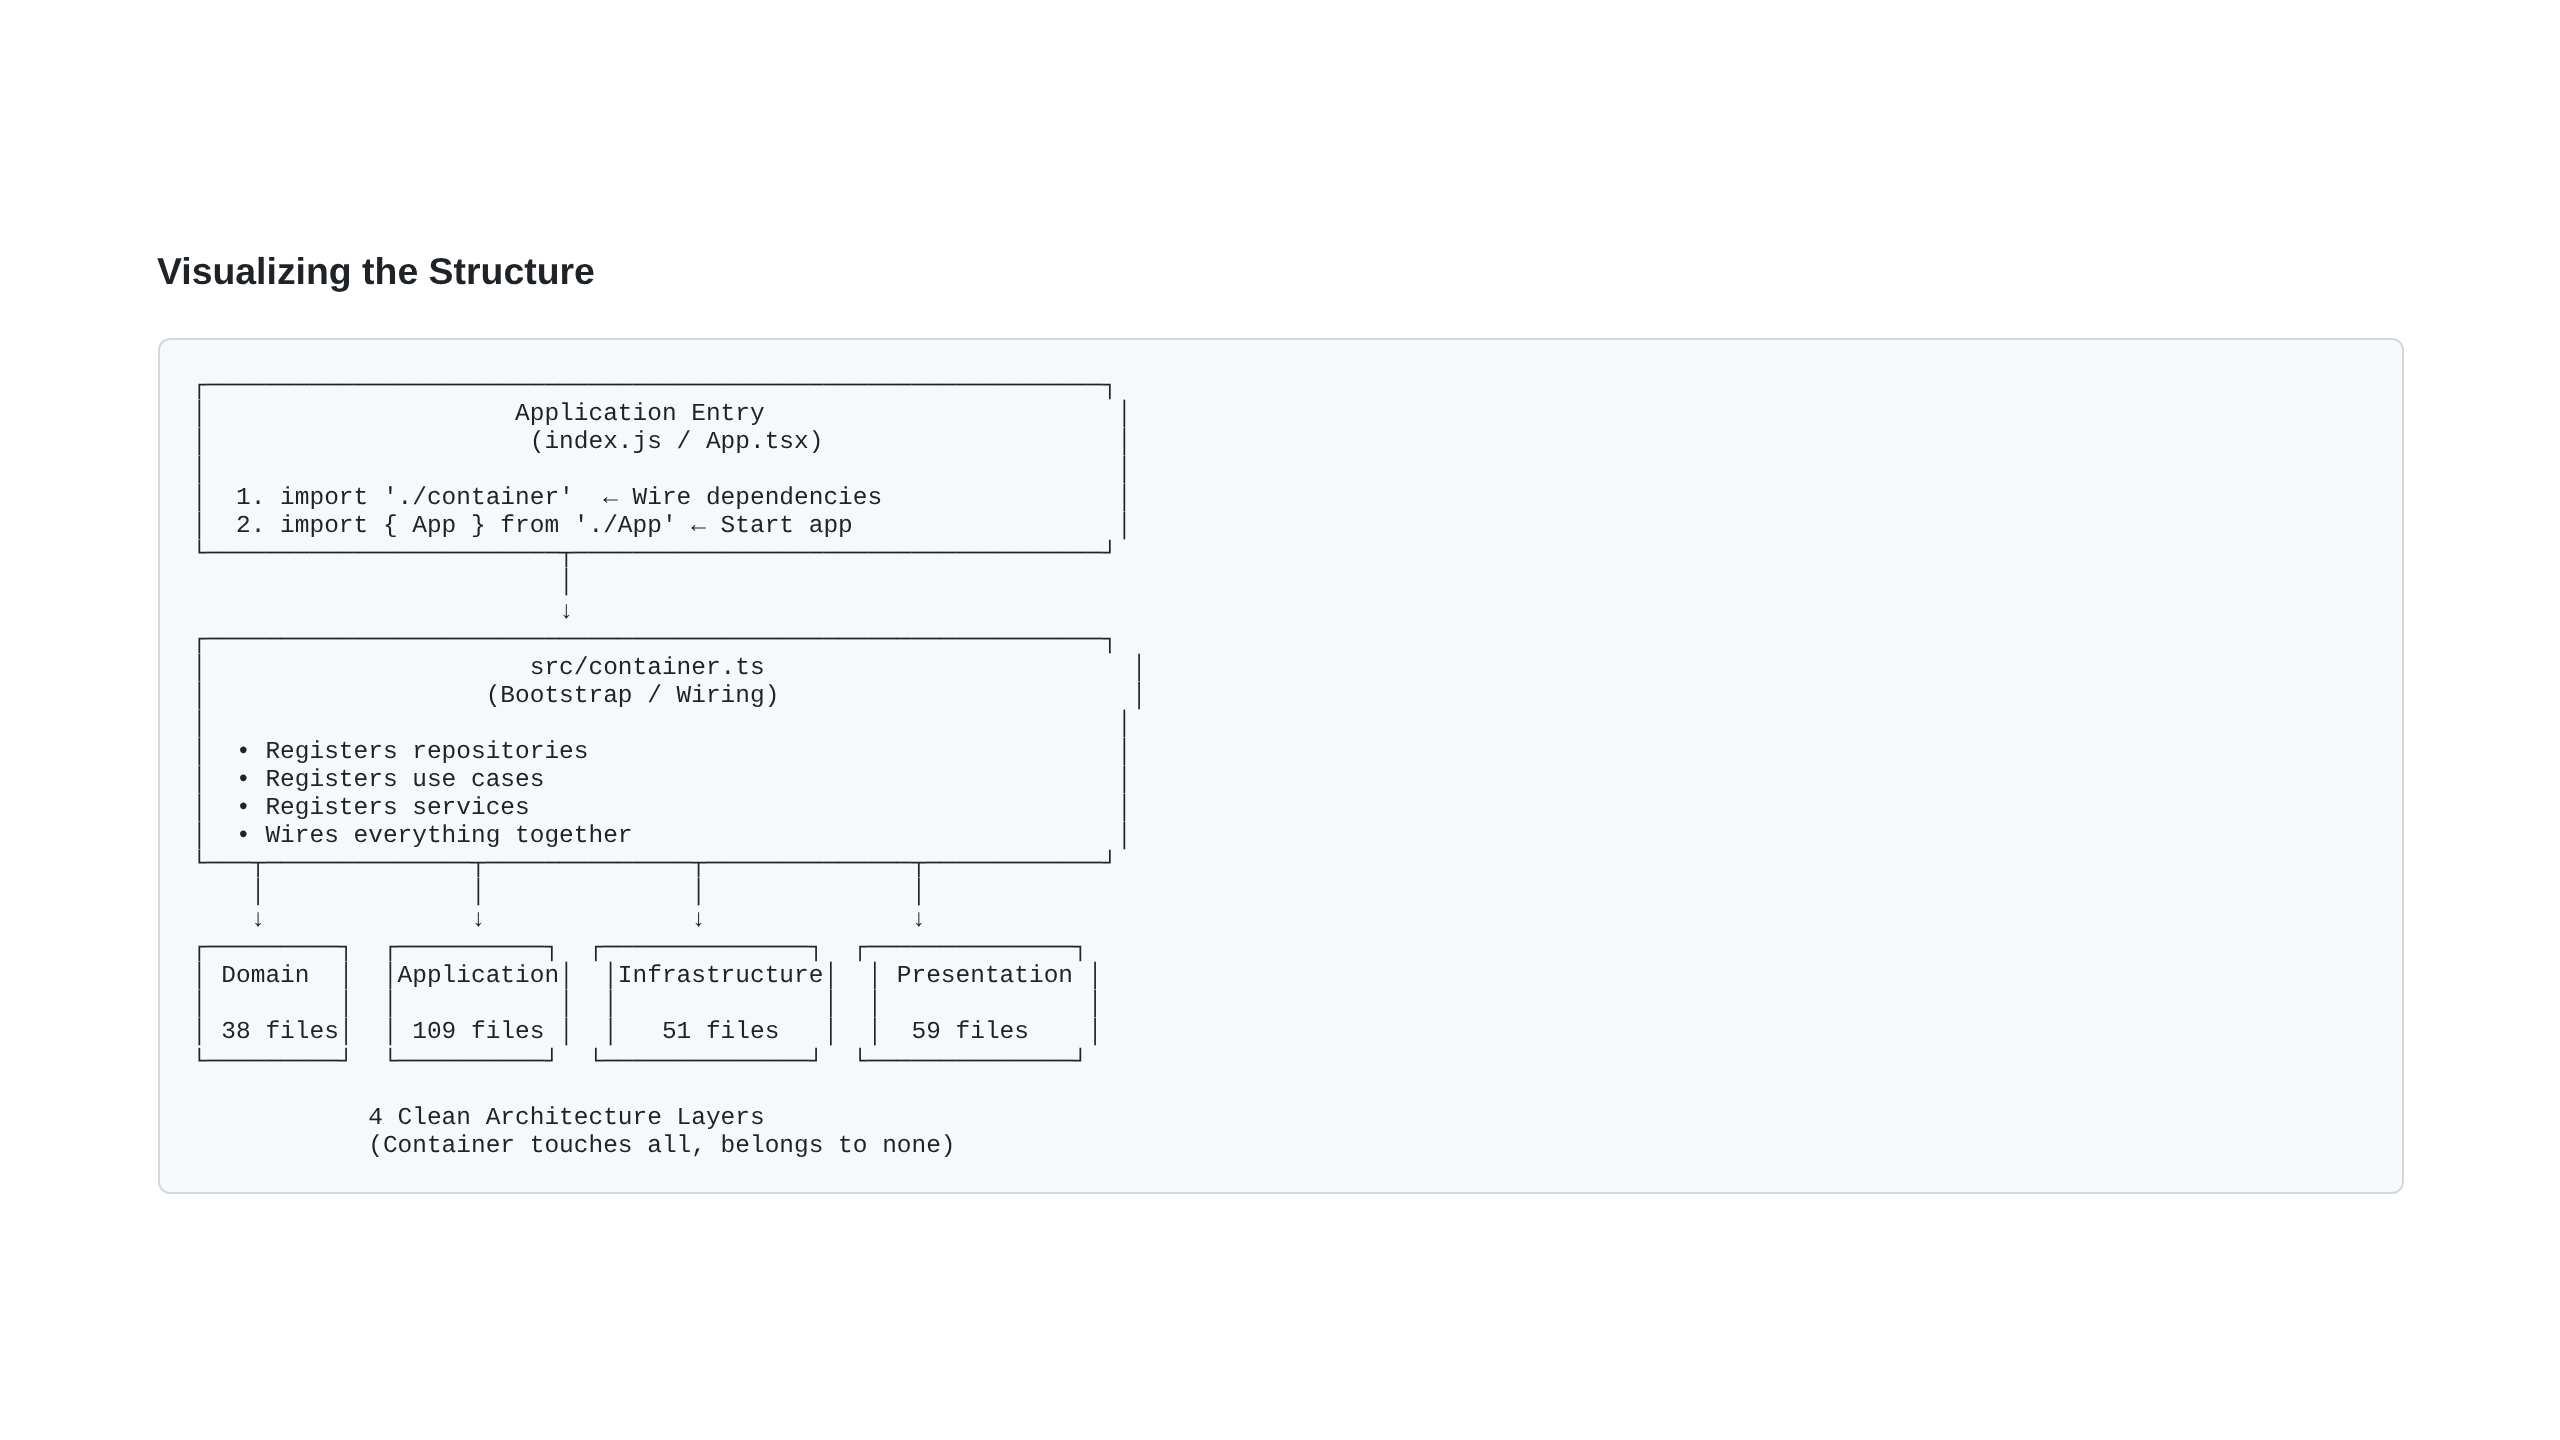 Visualizing the Structure
Application Entry
(index.js / App.tsx)
1. import './container'  ← Wire dependencies
2. import { App } from './App' ← Start app
↓
src/container.ts
(Bootstrap / Wiring)
• Registers repositories
• Registers use cases
• Registers services
• Wires everything together
↓ ↓ ↓ ↓
Domain Application Infrastructure Presentation
38 files 109 files 51 files 59 files
4 Clean Architecture Layers
(Container touches all, belongs to none)